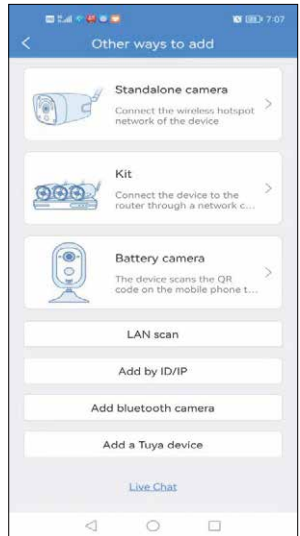 7:07
Other ways to add
Standalone camera
Connect the wireless hotspot
network of the device
Kit
Connect the device to the
router through a network c...
Battery camera
The device scans the QR
code on the mobile phone t...
LAN scan
Add by ID/IP
Add bluetooth camera
Add a Tuya device
Live Chat